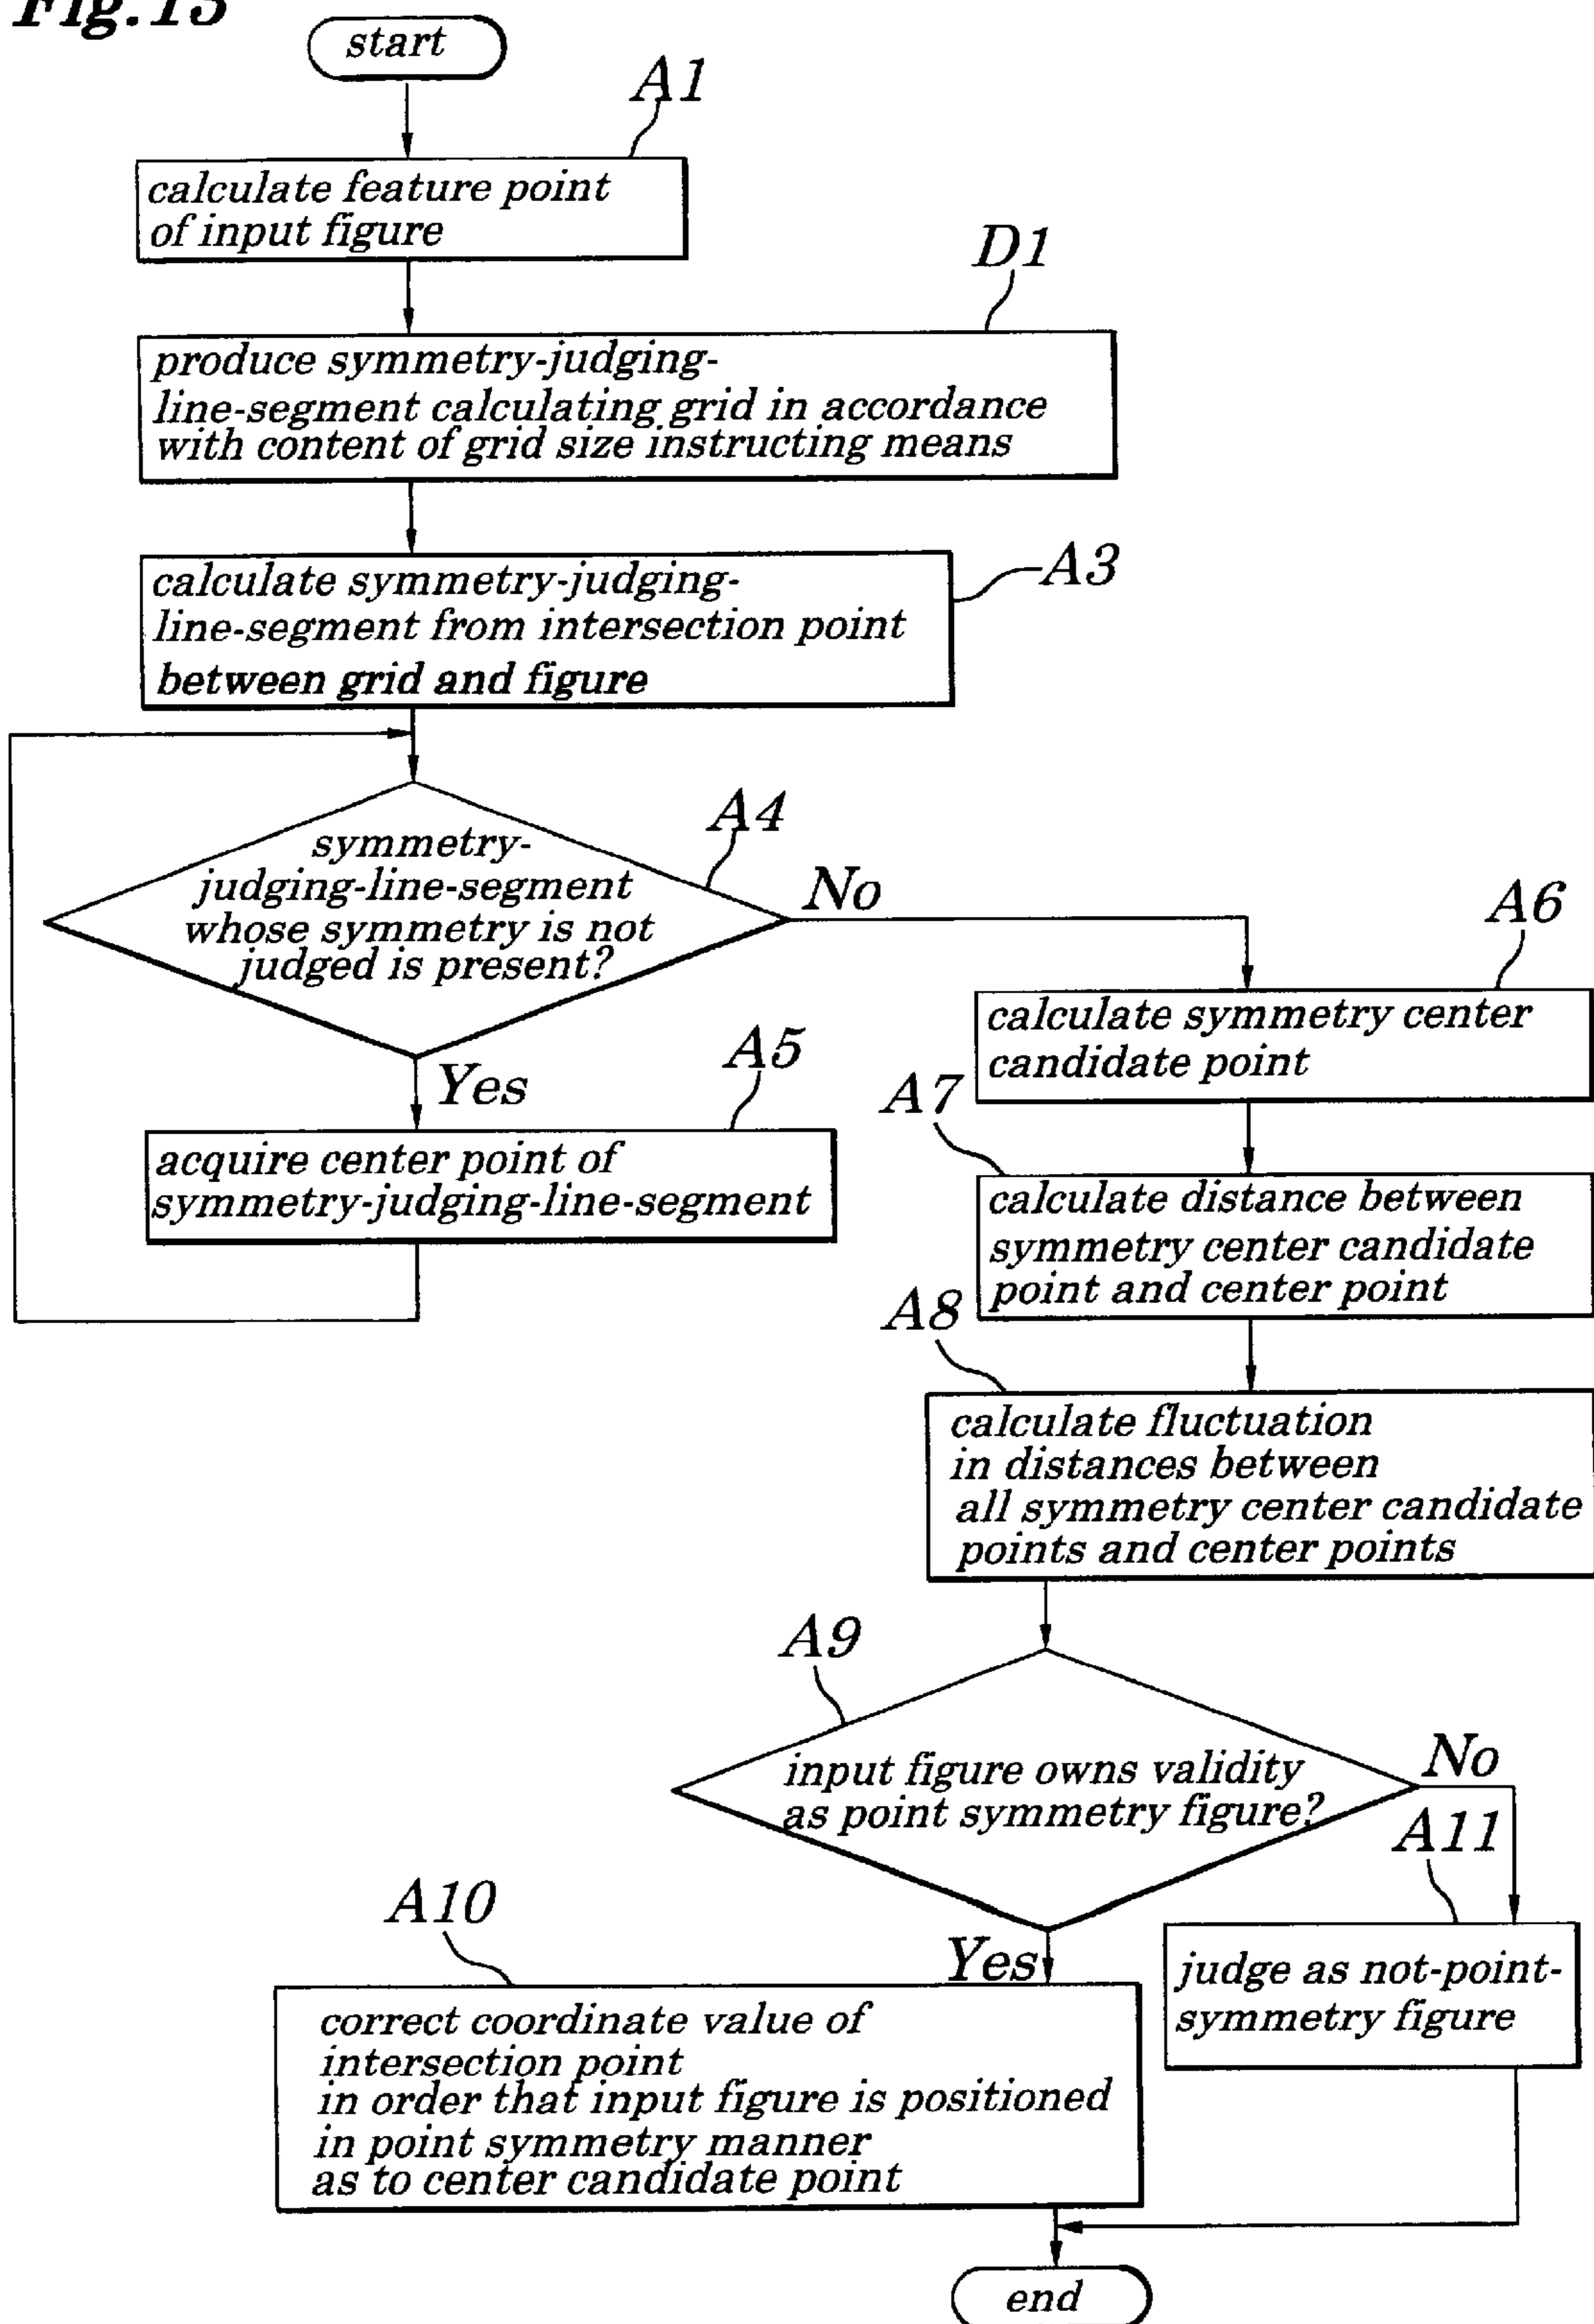 Fig.13
start
A1
calculate feature point
of input figure
D1
produce symmetry-judging-
line-segment calculating grid in accordance
with content of grid size instructing means
A3
calculate symmetry-judging-
line-segment from intersection point
between grid and figure
A4
symmetry-
judging-line-segment
whose symmetry is not
judged is present?
No
Yes
A5
acquire center point of
symmetry-judging-line-segment
A6
calculate symmetry center
candidate point
A7
calculate distance between
symmetry center candidate
point and center point
A8
calculate fluctuation
in distances between
all symmetry center candidate
points and center points
A9
input figure owns validity
as point symmetry figure?
No
A11
judge as not-point-
symmetry figure
Yes
A10
correct coordinate value of
intersection point
in order that input figure is positioned
in point symmetry manner
as to center candidate point
end